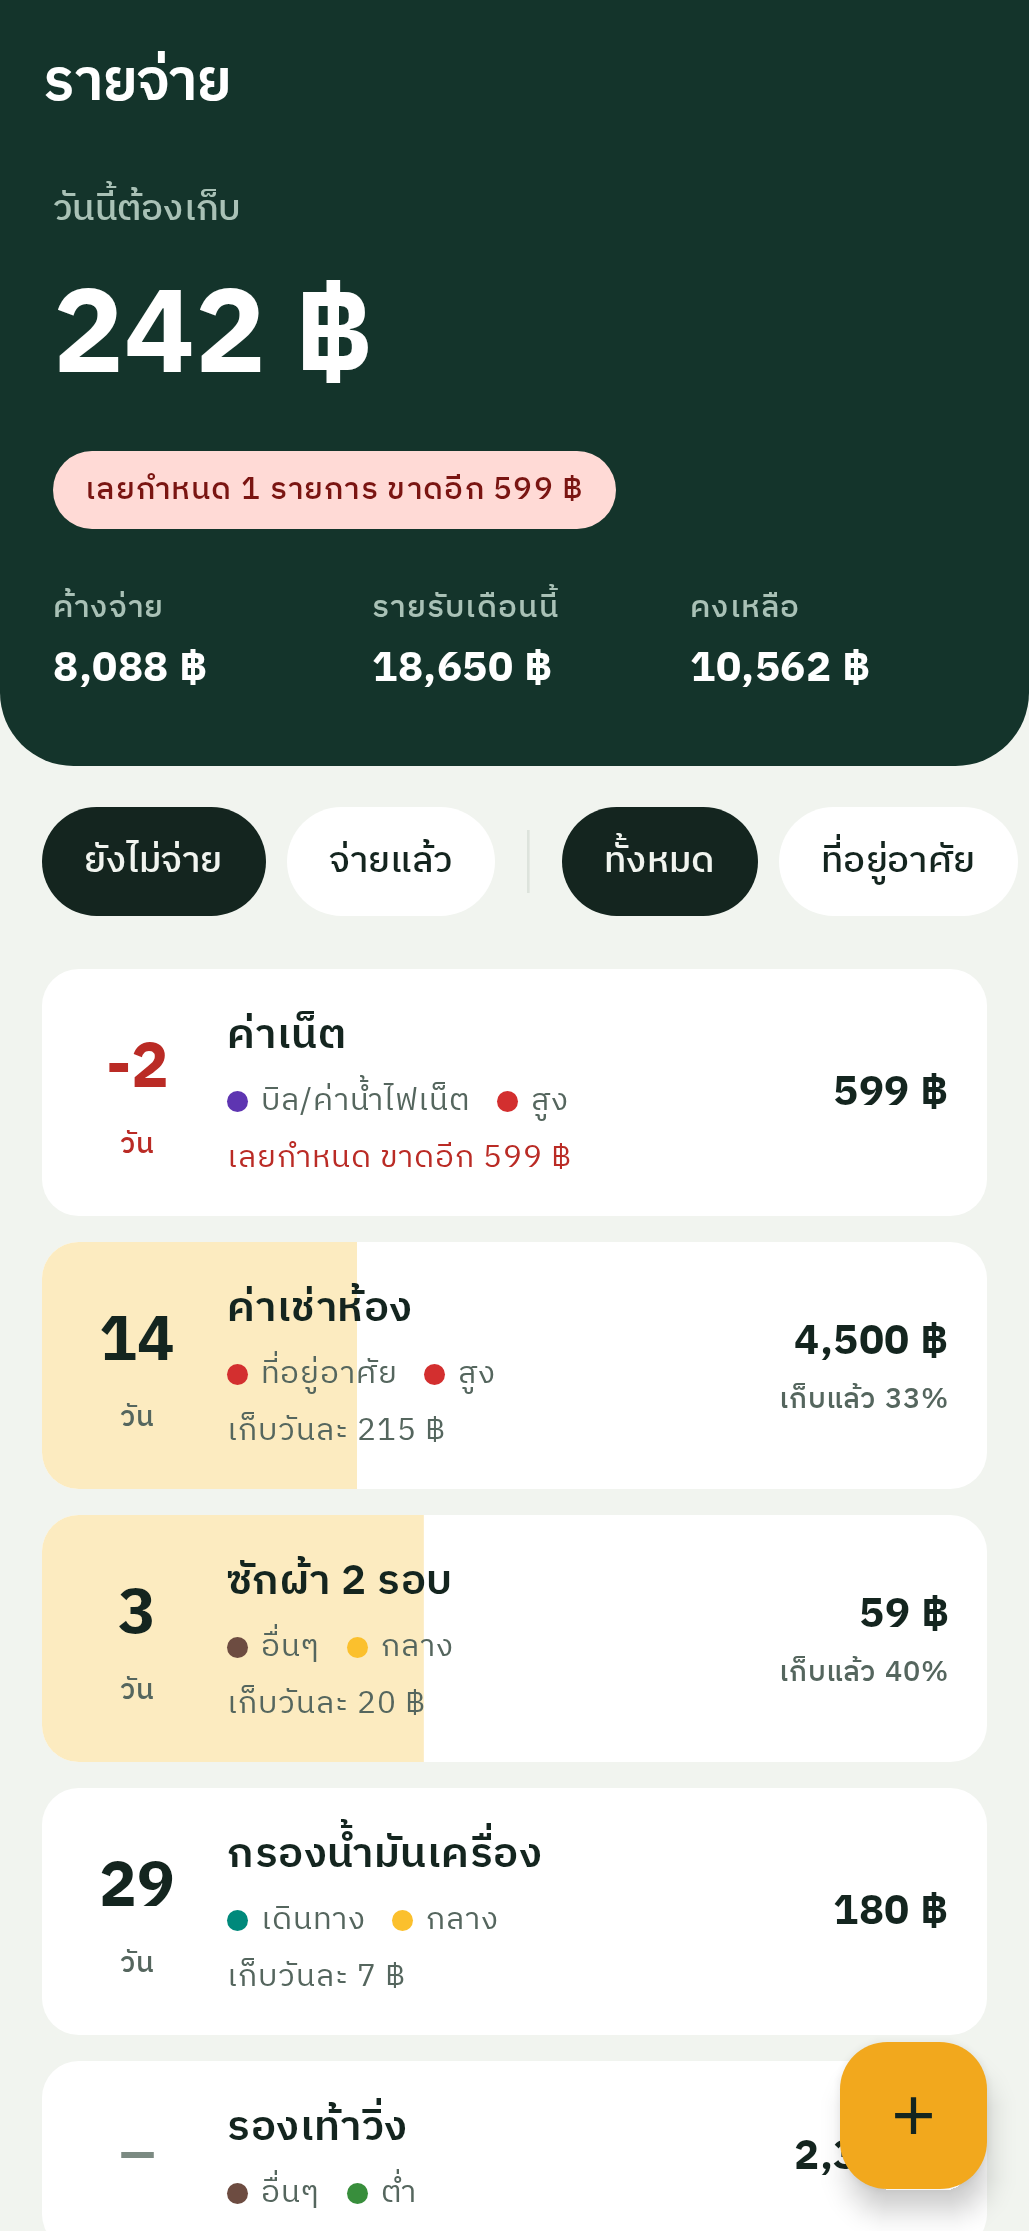 รายจ่าย
วันนี้ต้องเก็บ
242 ฿
เลยกำหนด 1 รายการ ขาดอีก 599 ฿
ค้างจ่าย รายรับเดือนนี้ คงเหลือ
8,088 ฿ 18,650 ฿ 10,562 ฿
ยังไม่จ่าย จ่ายแล้ว ทั้งหมด ที่อยู่อาศัย
ค่าเน็ต
-2
วัน
บิล/ค่าน้ำไฟเน็ต สูง
เลยกำหนด ขาดอีก 599 ฿
599 ฿
ค่าเช่าห้อง
14
วัน
ที่อยู่อาศัย สูง
เก็บวันละ 215 ฿
4,500 ฿
เก็บแล้ว 33%
ซักผ้า 2 รอบ
3
วัน
อื่นๆ กลาง
เก็บวันละ 20 ฿
59 ฿
เก็บแล้ว 40%
กรองน้ำมันเครื่อง
29
วัน
เดินทาง กลาง
เก็บวันละ 7 ฿
180 ฿
รองเท้าวิ่ง
–
อื่นๆ ต่ำ
+